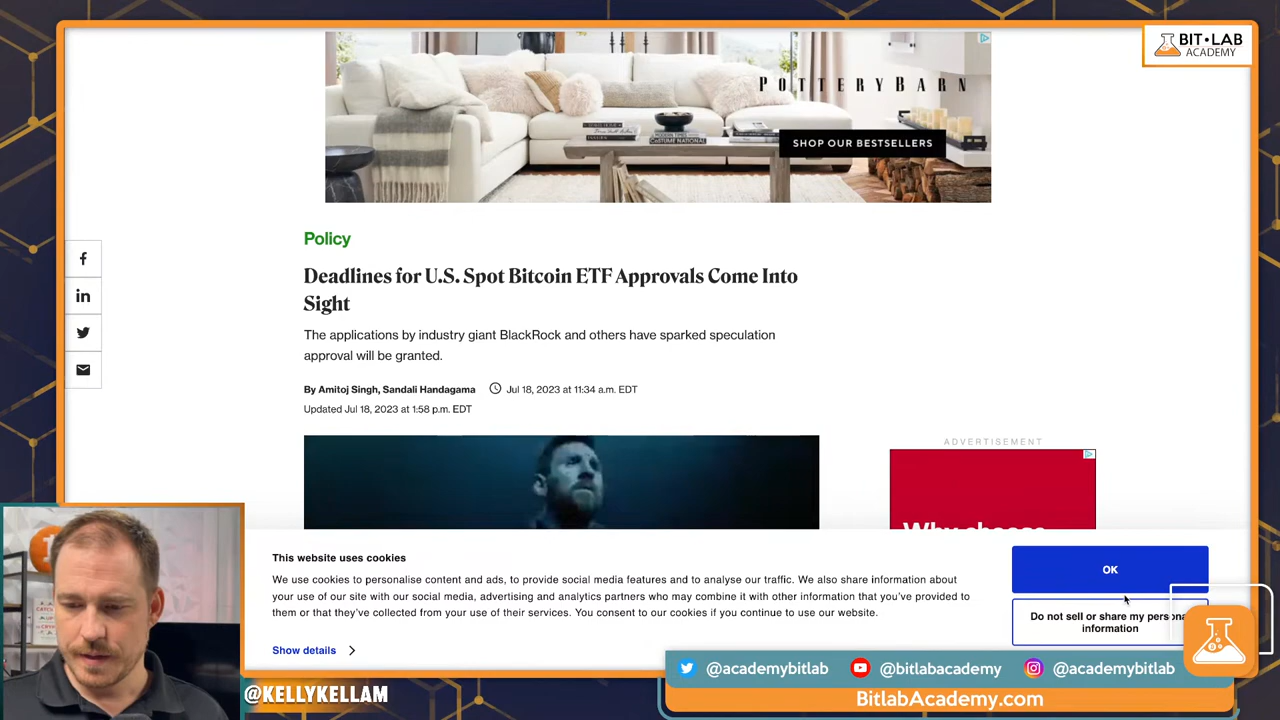 BIT•LAB
ACADEMY
POTTERYBARN
SHOP OUR BESTSELLERS
COSTUME NATIONAL
Policy
Deadlines for U.S. Spot Bitcoin ETF Approvals Come Into
Sight
The applications by industry giant BlackRock and others have sparked speculation
approval will be granted.
By Amitoj Singh, Sandali Handagama
Jul 18, 2023 at 11:34 a.m. EDT
Updated Jul 18, 2023 at 1:58 p.m. EDT
ADVERTISEMENT
Why choose
This website uses cookies
We use cookies to personalise content and ads, to provide social media features and to analyse our traffic. We also share information about
your use of our site with our social media, advertising and analytics partners who may combine it with other information that you've provided to
them or that they've collected from your use of their services. You consent to our cookies if you continue to use our website.
Show details
OK
Do not sell or share my persona
information
@academybitlab
@bitlabacademy
@academybitlab
@KELLYKELLAM
BitlabAcademy.com